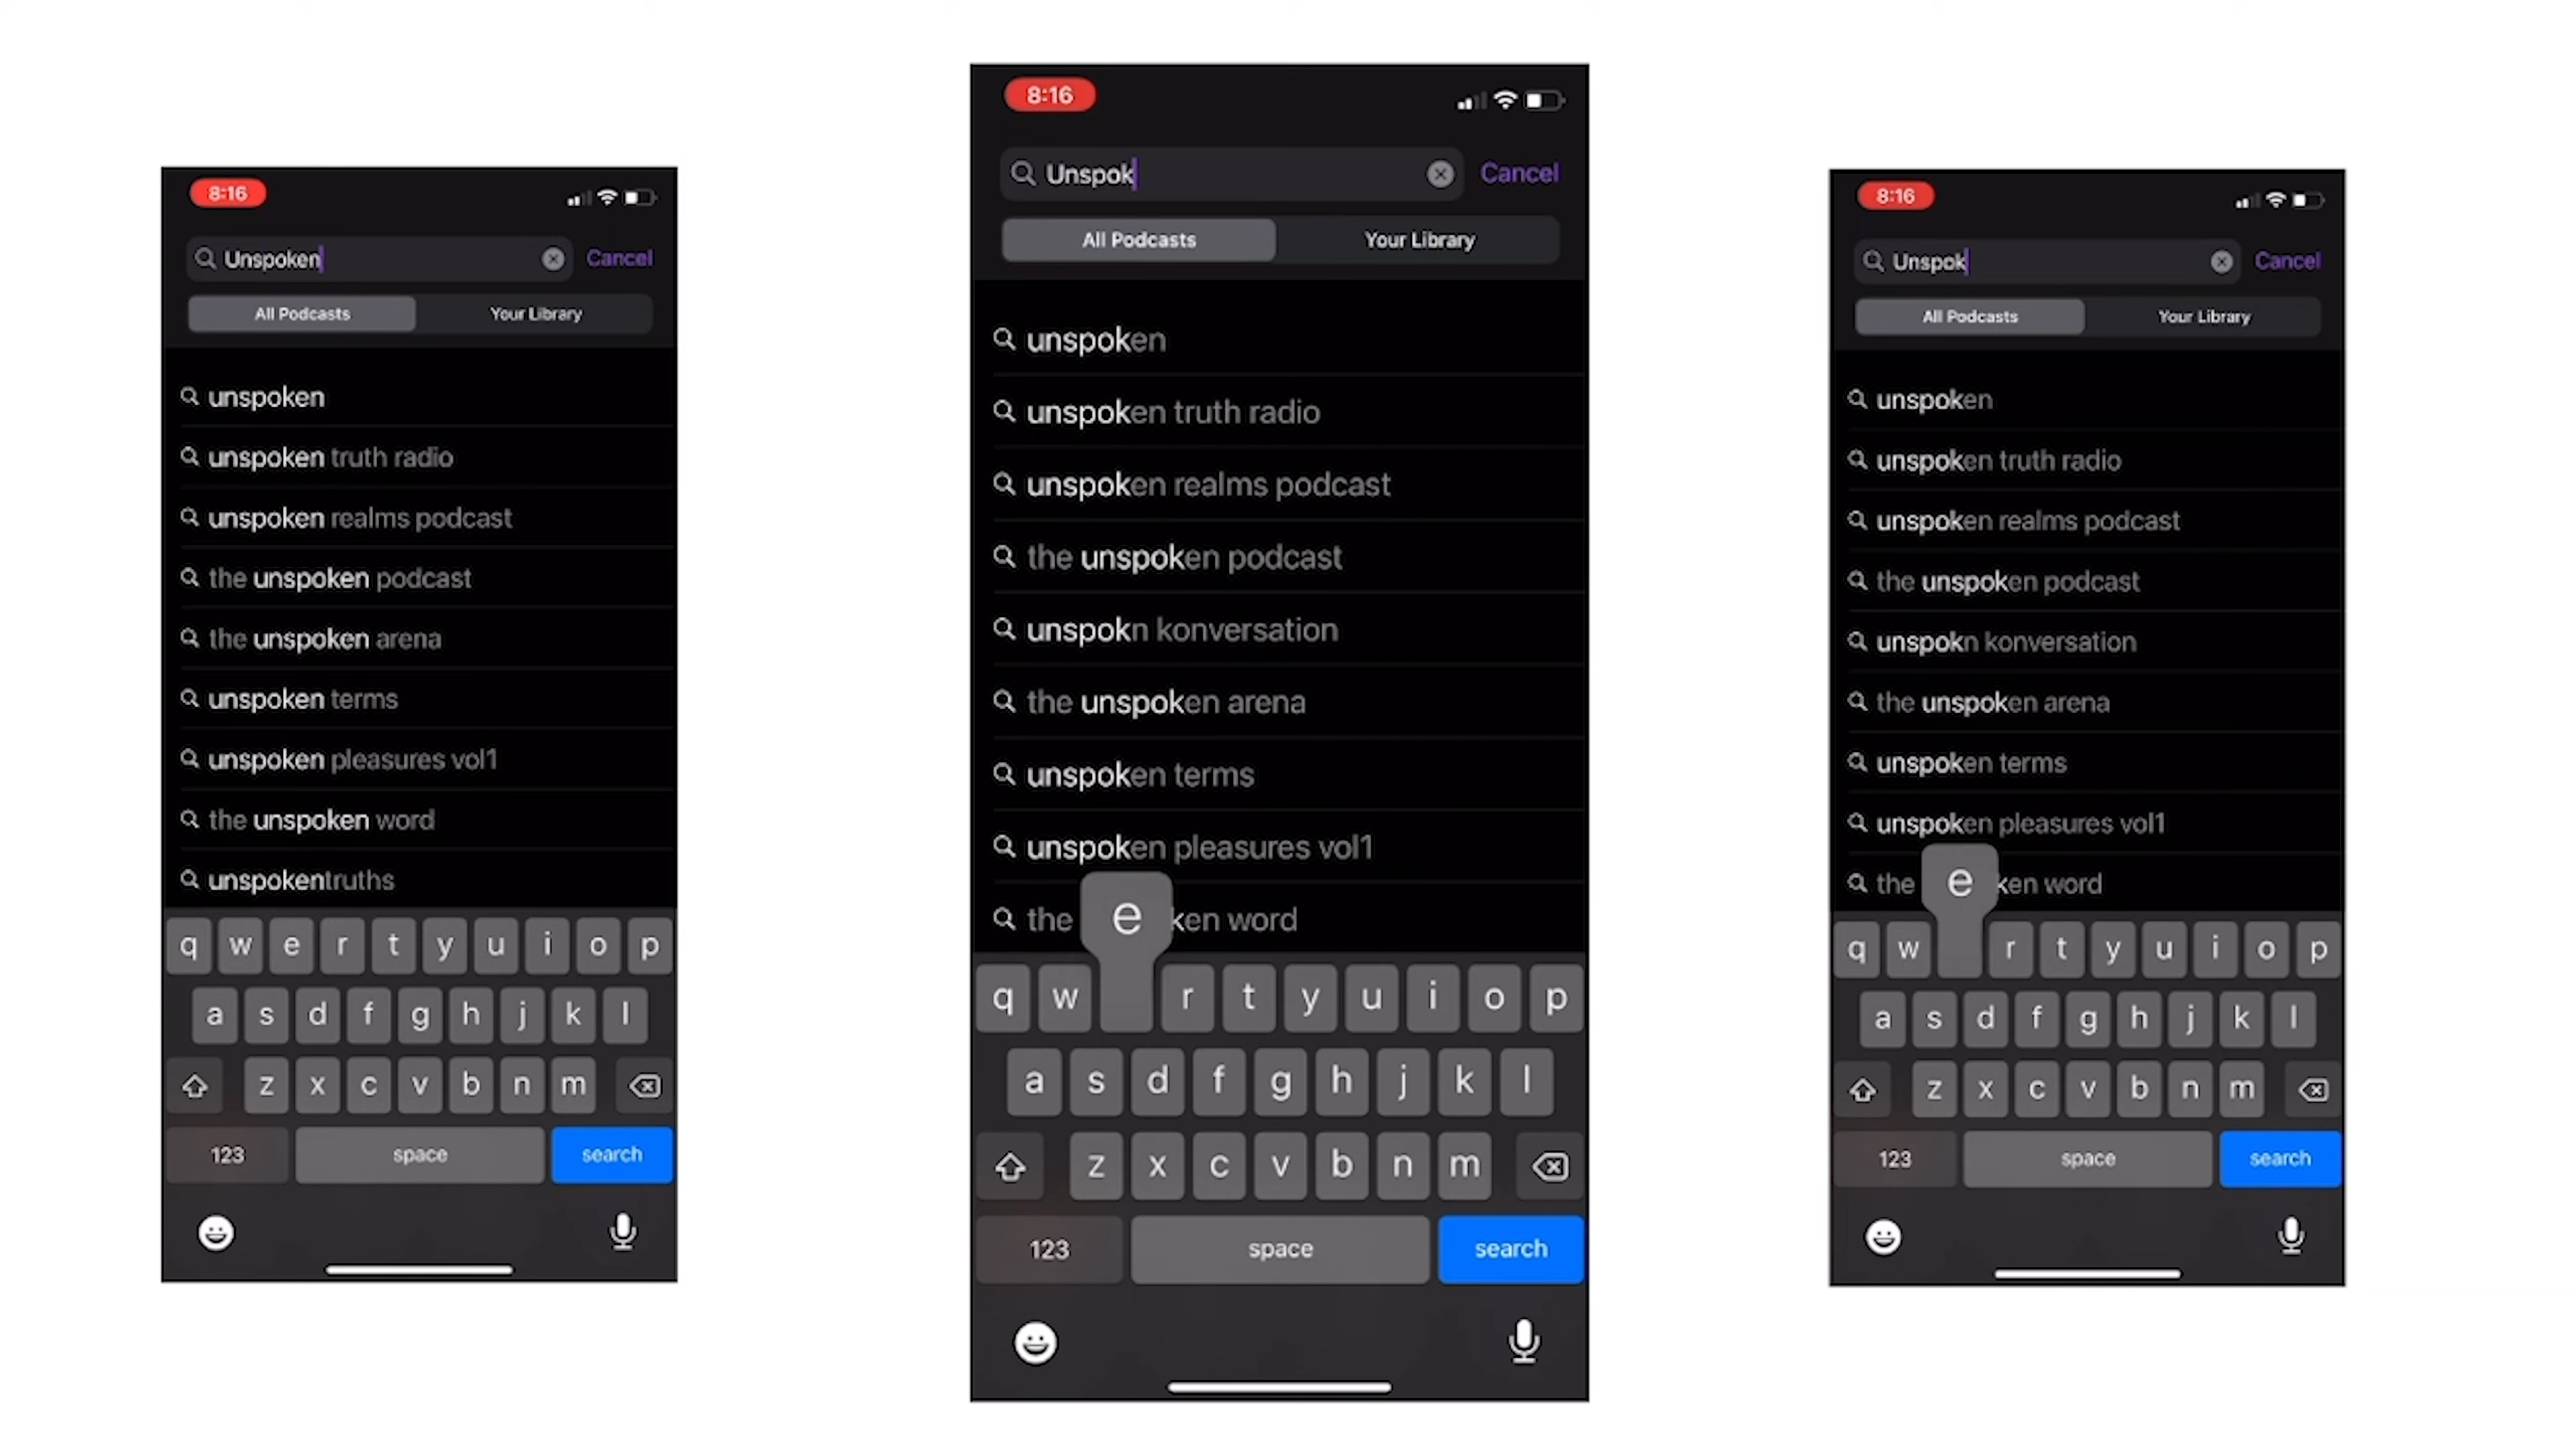 8:16
Unspoken
Cancel
All Podcasts Your Library
unspoken
unspoken truth radio
unspoken realms podcast
the unspoken podcast
the unspoken arena
unspoken terms
unspoken pleasures vol1
the unspoken word
unspokentruths
q w e r t y u i o p
a s d f g h j k l
z x c v b n m
123 space search
8:16
Unspok
Cancel
All Podcasts Your Library
unspoken
unspoken truth radio
unspoken realms podcast
the unspoken podcast
unspokn konversation
the unspoken arena
unspoken terms
unspoken pleasures vol1
the e ken word
q w r t y u i o p
a s d f g h j k l
z x c v b n m
123 space search
8:16
Unspok
Cancel
All Podcasts Your Library
unspoken
unspoken truth radio
unspoken realms podcast
the unspoken podcast
unspokn konversation
the unspoken arena
unspoken terms
unspoken pleasures vol1
the e ken word
q w r t y u i o p
a s d f g h j k l
z x c v b n m
123 space search